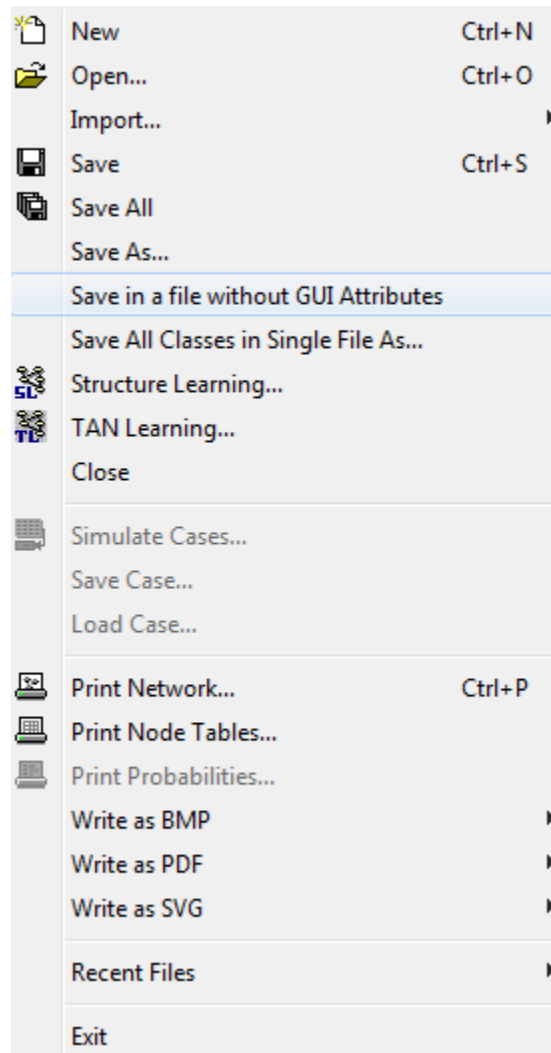 New Ctrl+N
Open... Ctrl+O
Import...
Save Ctrl+S
Save All
Save As...
Save in a file without GUI Attributes
Save All Classes in Single File As...
SL Structure Learning...
TL TAN Learning...
Close
Simulate Cases...
Save Case...
Load Case...
Print Network... Ctrl+P
Print Node Tables...
Print Probabilities...
Write as BMP
Write as PDF
Write as SVG
Recent Files
Exit